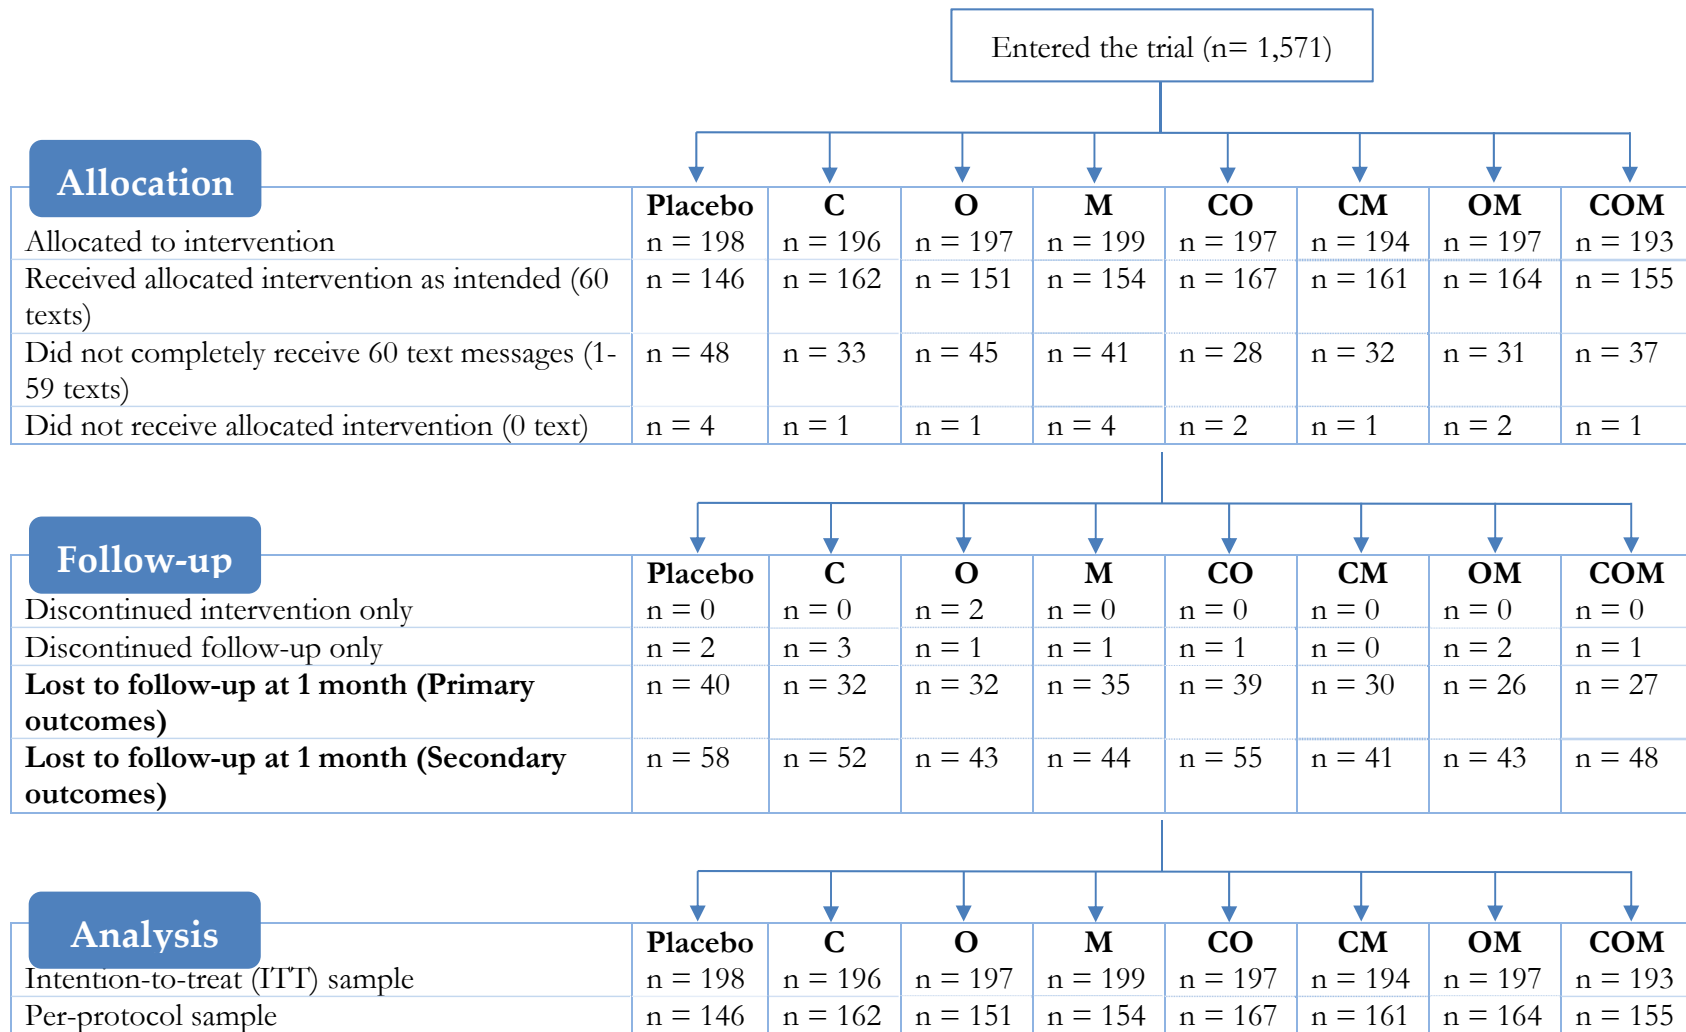 Entered the trial (n= 1,571)
Allocation
Placebo C O M CO CM OM COM
Allocated to intervention n = 198 n = 196 n = 197 n = 199 n = 197 n = 194 n = 197 n = 193
Received allocated intervention as intended (60 n = 146 n = 162 n = 151 n = 154 n = 167 n = 161 n = 164 n = 155
texts)
Did not completely receive 60 text messages (1- n = 48 n = 33 n = 45 n = 41 n = 28 n = 32 n = 31 n = 37
59 texts)
Did not receive allocated intervention (0 text) n = 4 n = 1 n = 1 n = 4 n = 2 n = 1 n = 2 n = 1
Follow-up
Placebo C O M CO CM OM COM
Discontinued intervention only n = 0 n = 0 n = 2 n = 0 n = 0 n = 0 n = 0 n = 0
Discontinued follow-up only n = 2 n = 3 n = 1 n = 1 n = 1 n = 0 n = 2 n = 1
Lost to follow-up at 1 month (Primary n = 40 n = 32 n = 32 n = 35 n = 39 n = 30 n = 26 n = 27
outcomes)
Lost to follow-up at 1 month (Secondary n = 58 n = 52 n = 43 n = 44 n = 55 n = 41 n = 43 n = 48
outcomes)
Analysis
Placebo C O M CO CM OM COM
Intention-to-treat (ITT) sample n = 198 n = 196 n = 197 n = 199 n = 197 n = 194 n = 197 n = 193
Per-protocol sample n = 146 n = 162 n = 151 n = 154 n = 167 n = 161 n = 164 n = 155